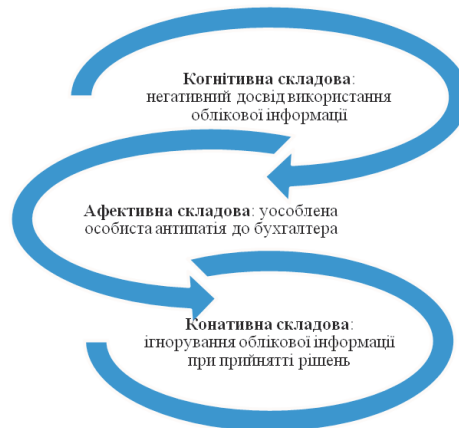 Когнітивна складова:
негативний досвід використання
облікової інформації
Афективна складова: уособлена
особиста антипатія до бухгалтера
Конативна складова:
ігнорування облікової інформації
при прийнятті рішень